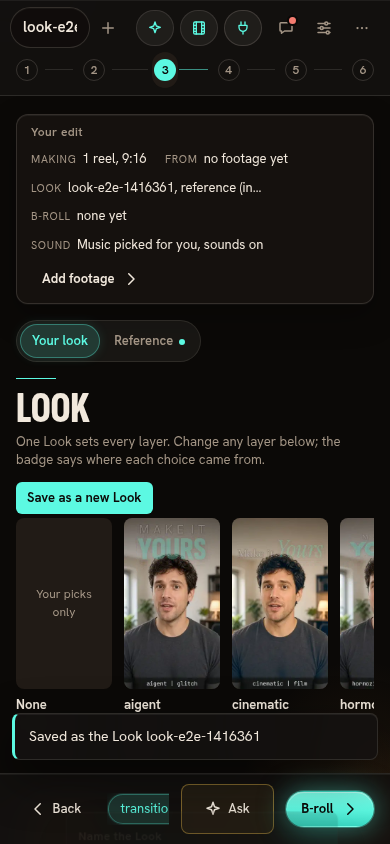 look-e2e
1 2 3 4 5 6
Your edit
MAKING 1 reel, 9:16 FROM no footage yet
LOOK look-e2e-1416361, reference (in...
B-ROLL none yet
SOUND Music picked for you, sounds on
Add footage
Your look Reference
LOOK
One Look sets every layer. Change any layer below; the
badge says where each choice came from.
Save as a new Look
Your picks
only
MAKE IT
YOURS
Yours
aigent | glitch
cinematic | film
None aigent cinematic
Saved as the Look look-e2e-1416361
Back transitio Ask B-roll
Name the Look